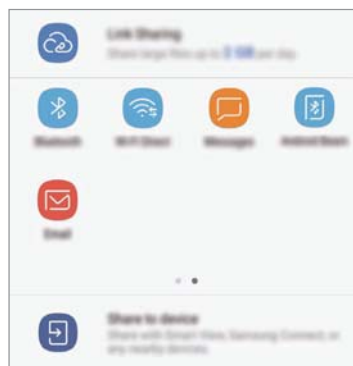 Link Sharing
Share large files up to 2 GB per day.
Bluetooth Wi-Fi Direct Messages Android Beam
Email
Share to device
Share with Smart View, Samsung Connect, or
any nearby devices.